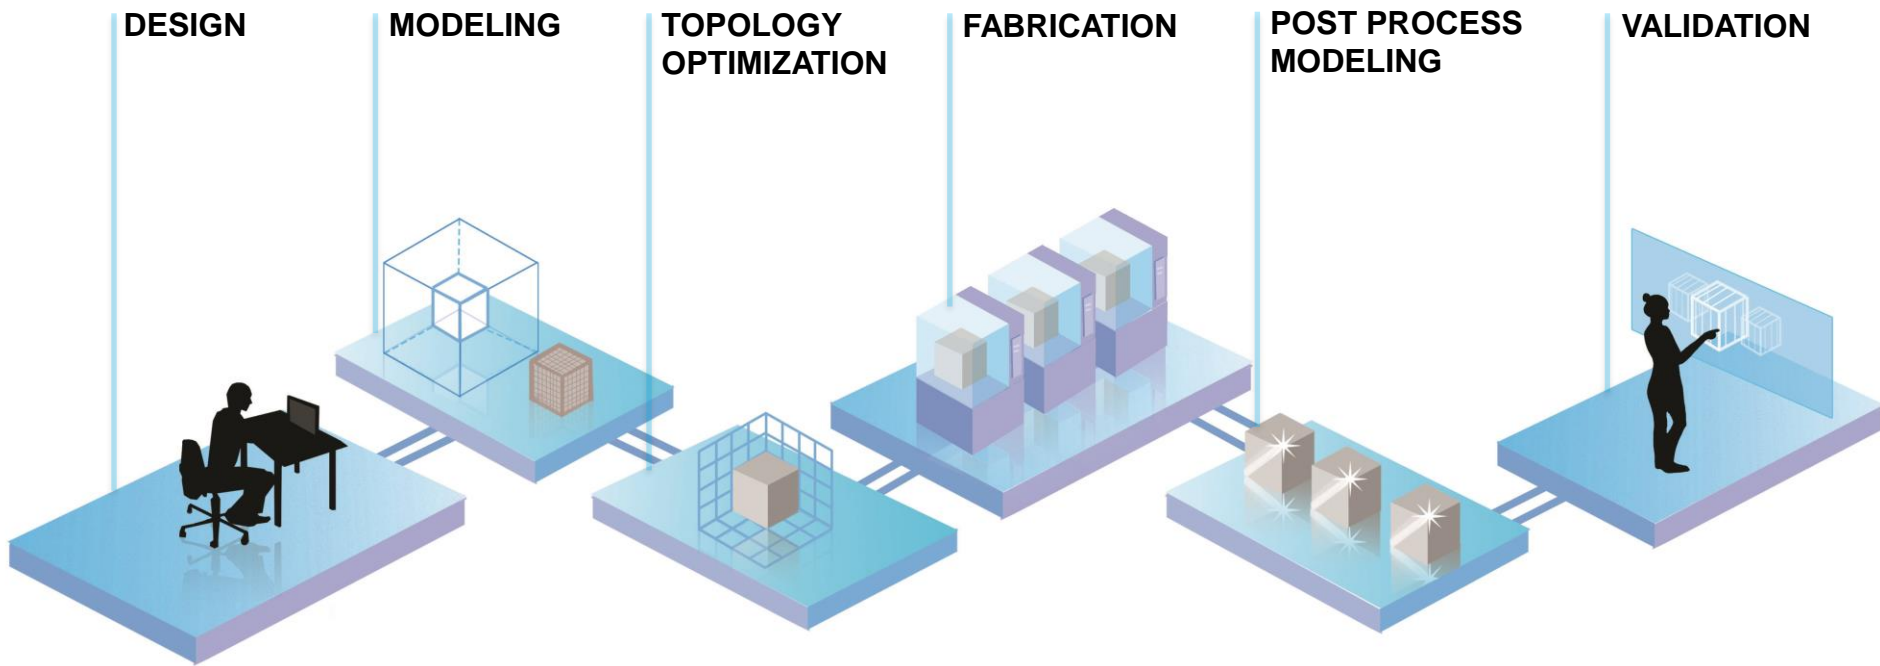 DESIGN
MODELING
TOPOLOGY
OPTIMIZATION
FABRICATION
POST PROCESS
MODELING
VALIDATION